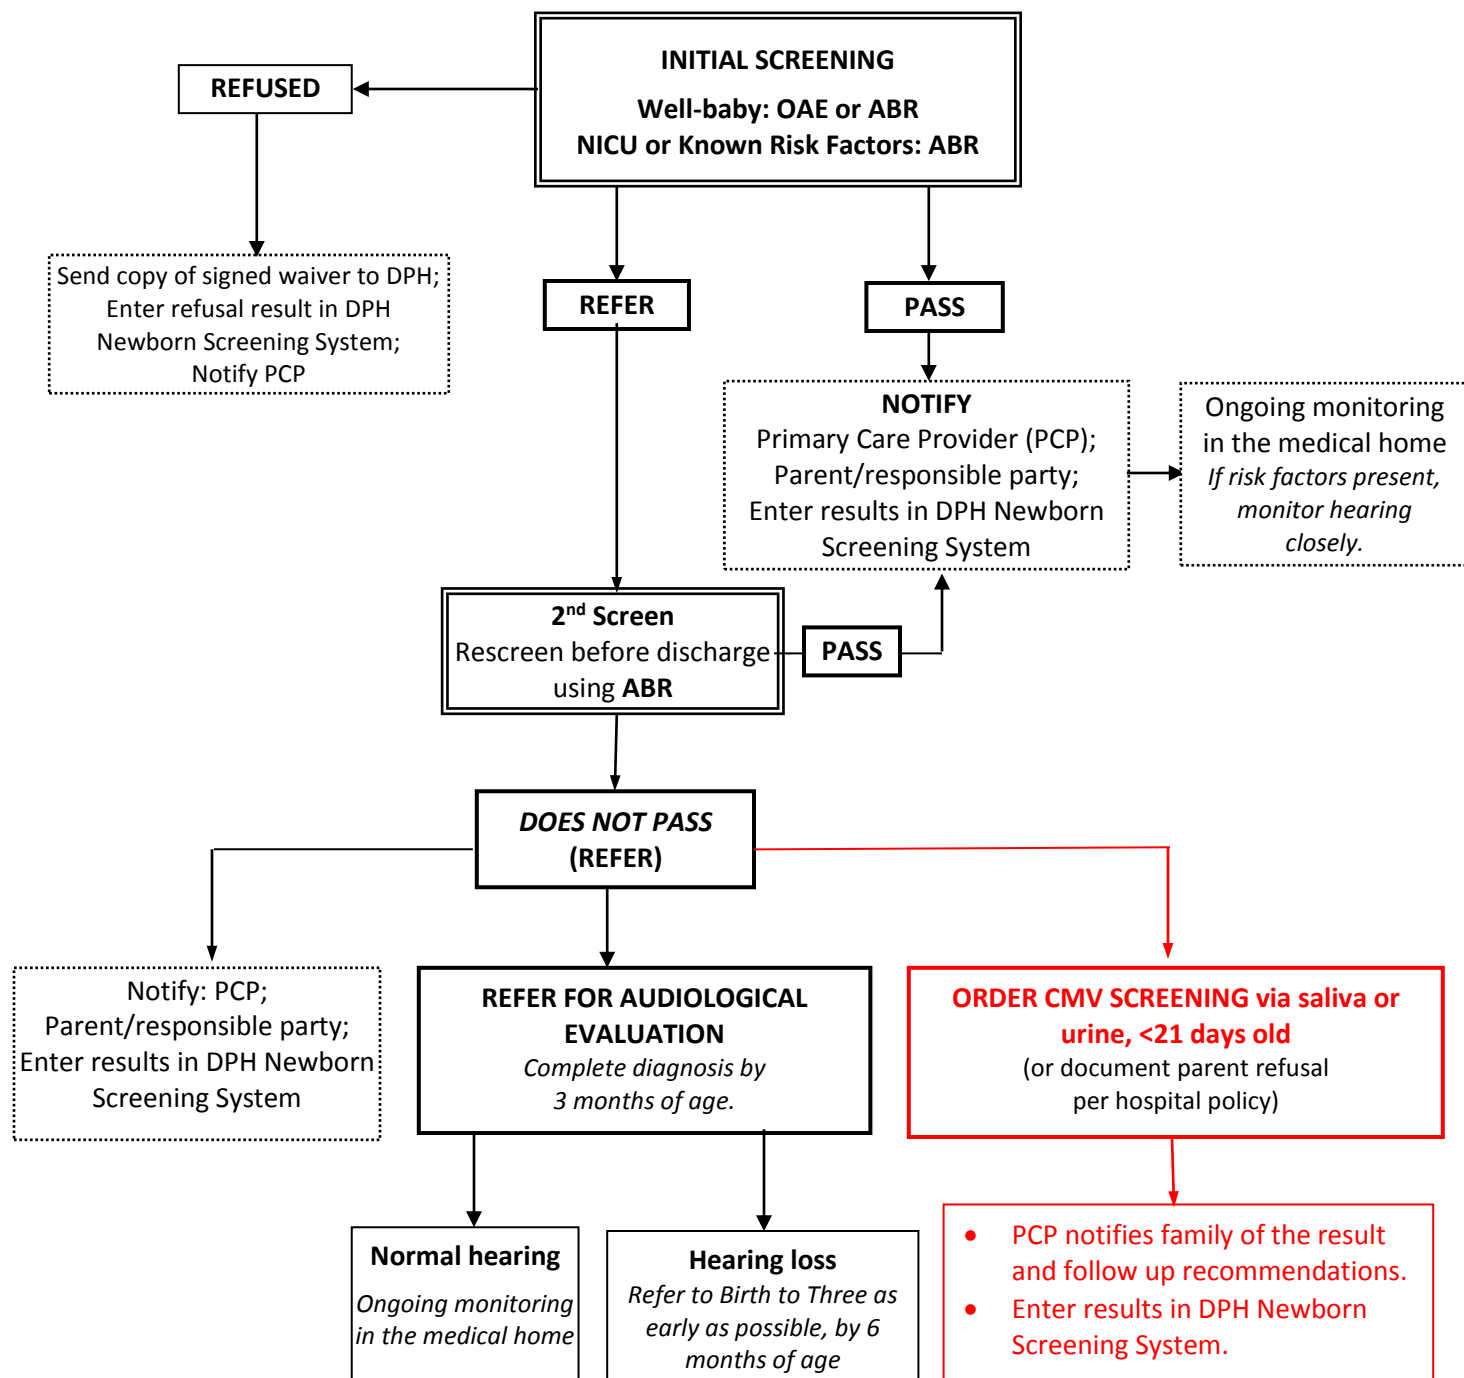 INITIAL SCREENING
Well-baby: OAE or ABR
NICU or Known Risk Factors: ABR
REFUSED
Send copy of signed waiver to DPH;
Enter refusal result in DPH
Newborn Screening System;
Notify PCP
REFER
PASS
NOTIFY
Primary Care Provider (PCP);
Parent/responsible party;
Enter results in DPH Newborn
Screening System
Ongoing monitoring
in the medical home
If risk factors present,
monitor hearing
closely.
2nd Screen
Rescreen before discharge
using ABR
PASS
DOES NOT PASS
(REFER)
Notify: PCP;
Parent/responsible party;
Enter results in DPH Newborn
Screening System
REFER FOR AUDIOLOGICAL
EVALUATION
Complete diagnosis by
3 months of age.
ORDER CMV SCREENING via saliva or
urine, <21 days old
(or document parent refusal
per hospital policy)
Normal hearing
Ongoing monitoring
in the medical home
Hearing loss
Refer to Birth to Three as
early as possible, by 6
months of age
• PCP notifies family of the result
and follow up recommendations.
• Enter results in DPH Newborn
Screening System.